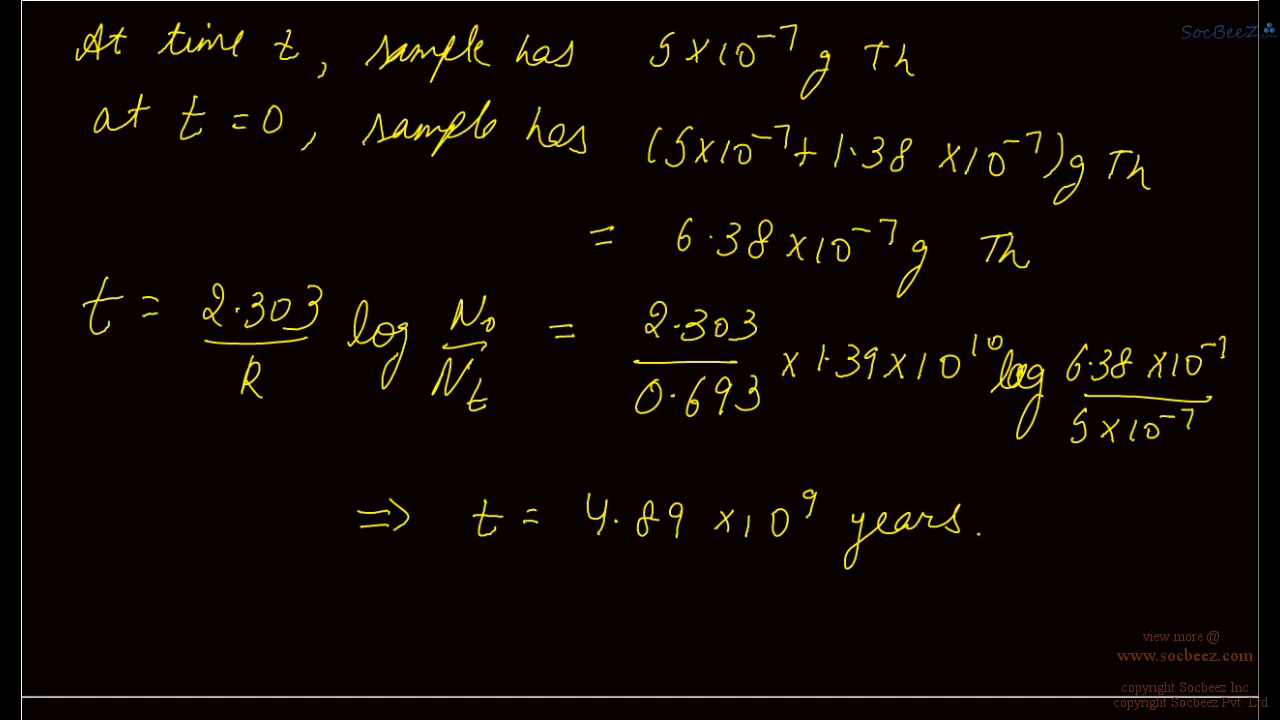 SocBeeZ.com
At time t, sample has 5×10⁻⁷ g Th
at t = 0, sample has (5×10⁻⁷ + 1.38 ×10⁻⁷) g Th
= 6.38×10⁻⁷ g Th
t = 2.303/k log N₀/Nt = 2.303/0.693 × 1.39×10¹⁰ log 6.38 ×10⁻⁷/5×10⁻⁷
⇒ t = 4.89 ×10⁹ years.
view more @
www.socbeez.com
copyright Socbeez Inc
copyright Socbeez Pvt. Ltd.